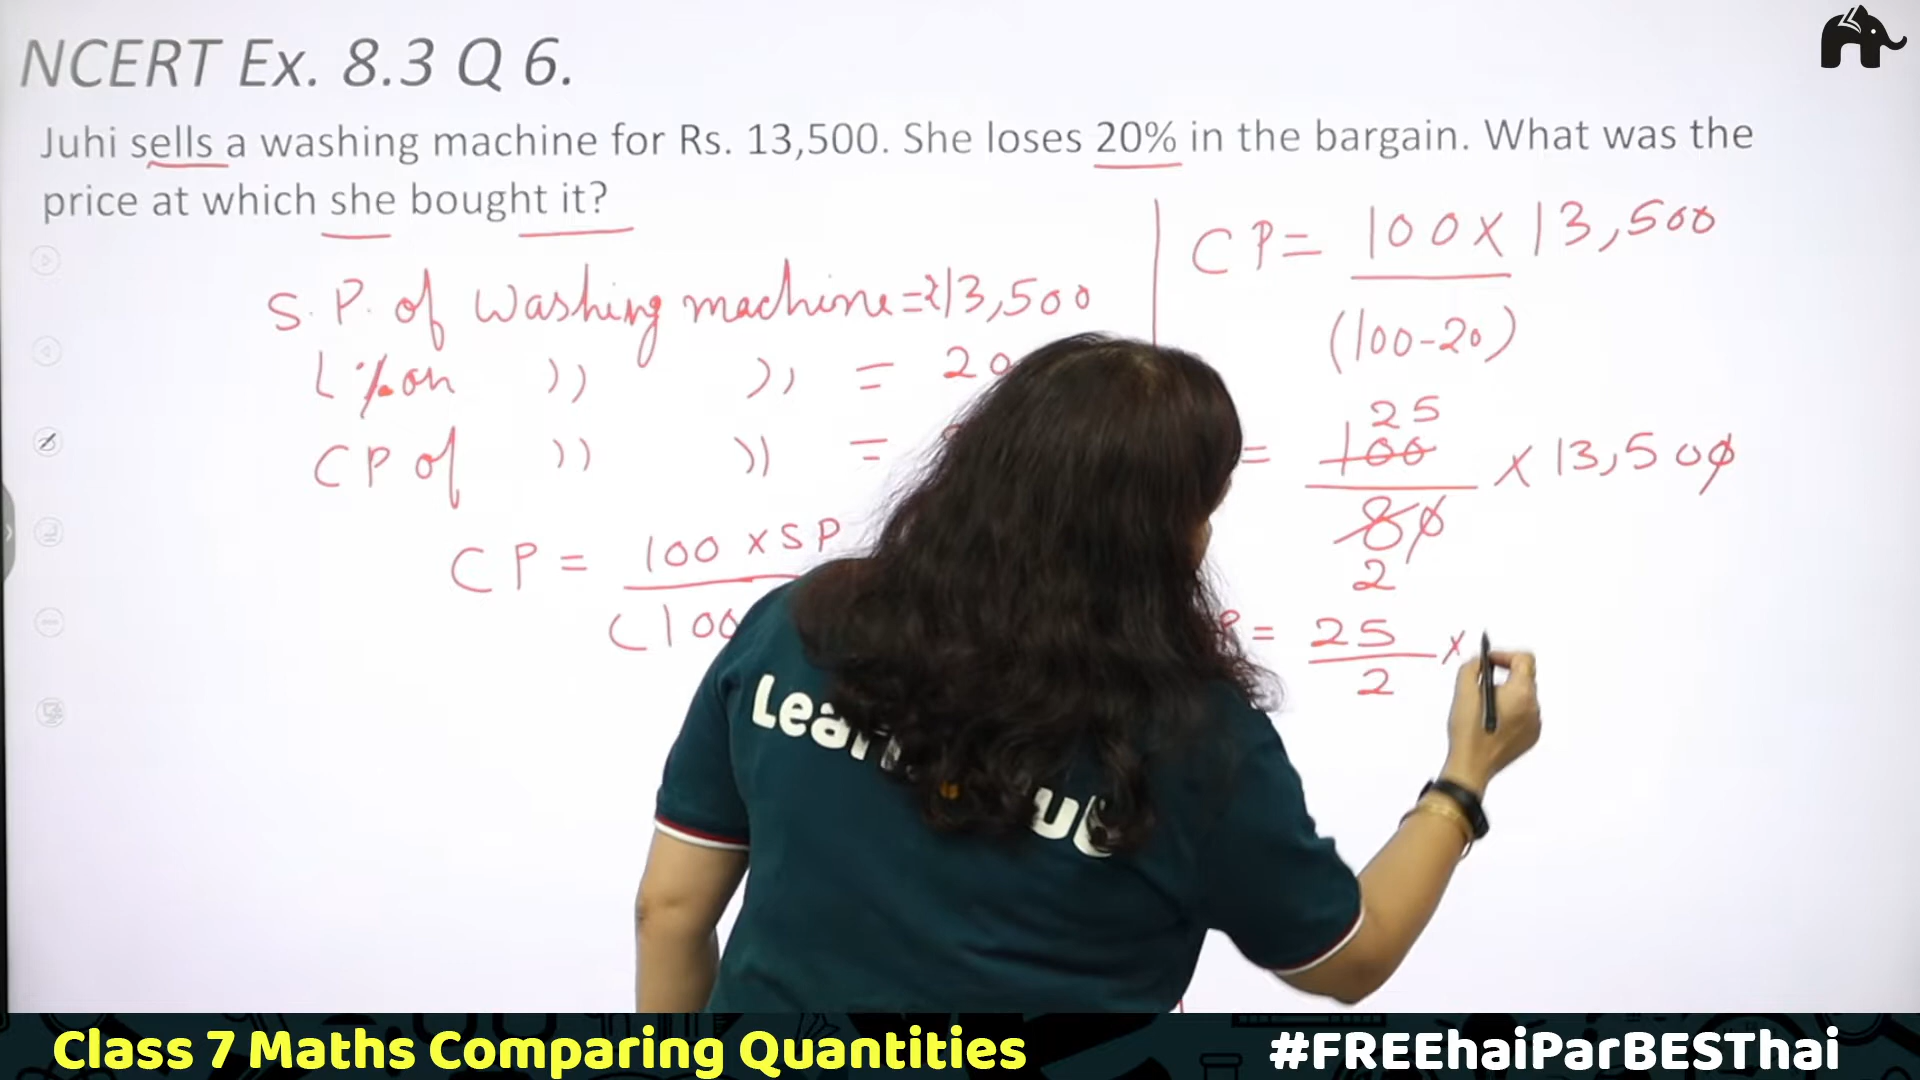 NCERT Ex. 8.3 Q 6.
Juhi sells a washing machine for Rs. 13,500. She loses 20% in the bargain. What was the
price at which she bought it?
S.P. of Washing machine = ₹13,500
L% on )) )) = 20
CP of )) )) =
CP = 100 × SP
(100
CP = 100 × 13,500
(100-20)
25
= 100 × 13,500
80
2
= 25 ×
2
Class 7 Maths Comparing Quantities
#FREEhaiParBESThai